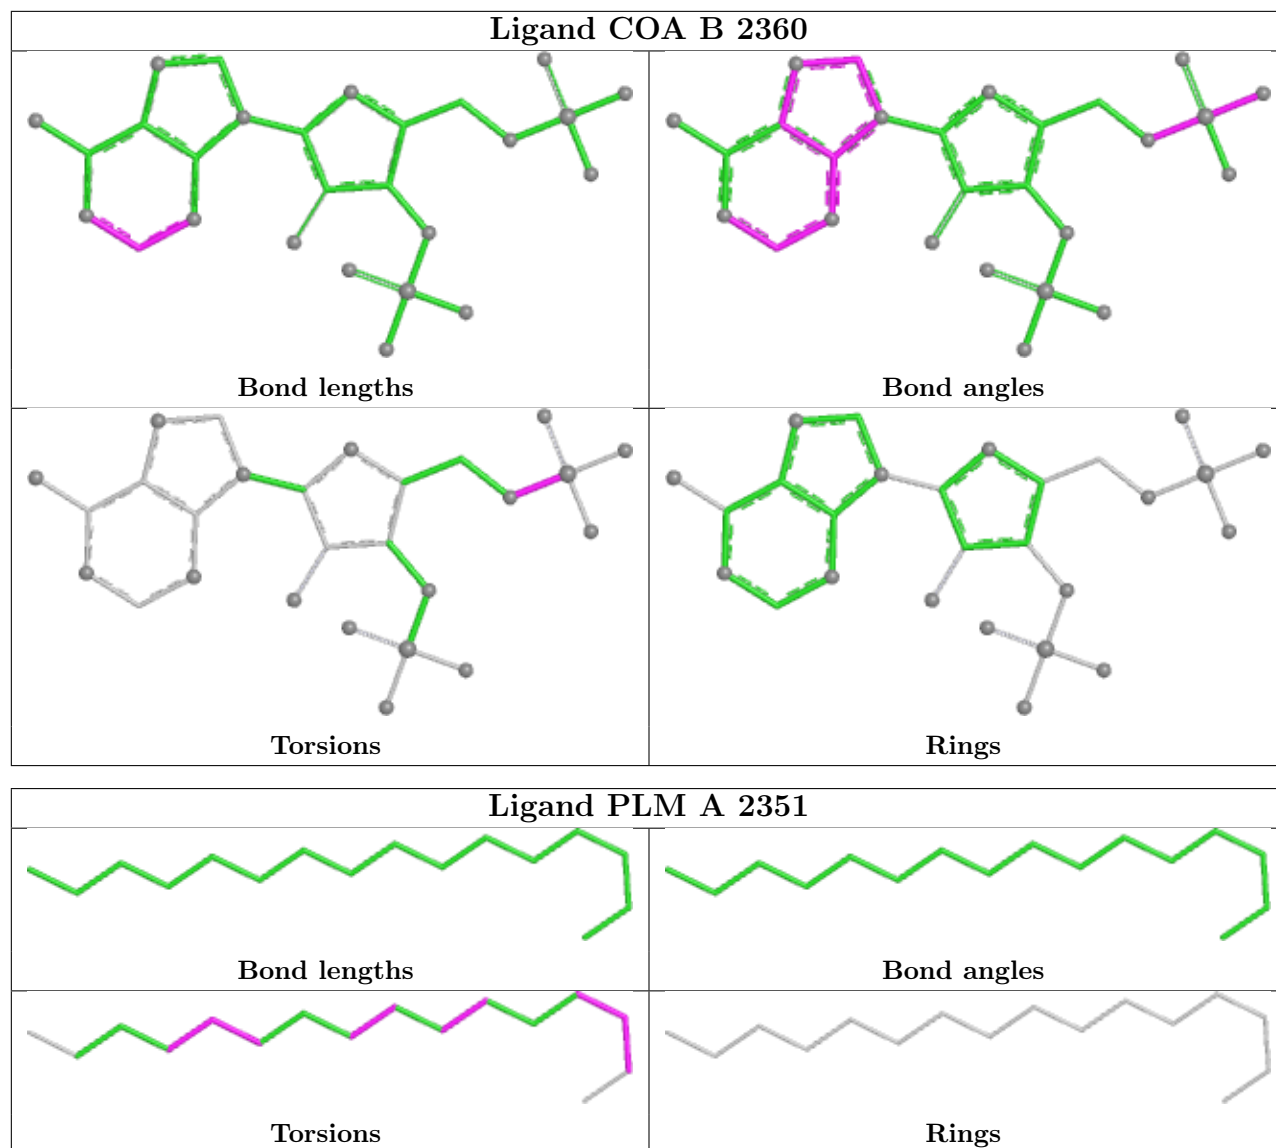 Ligand COA B 2360
Bond lengths
Bond angles
Torsions
Rings
Ligand PLM A 2351
Bond lengths
Bond angles
Torsions
Rings